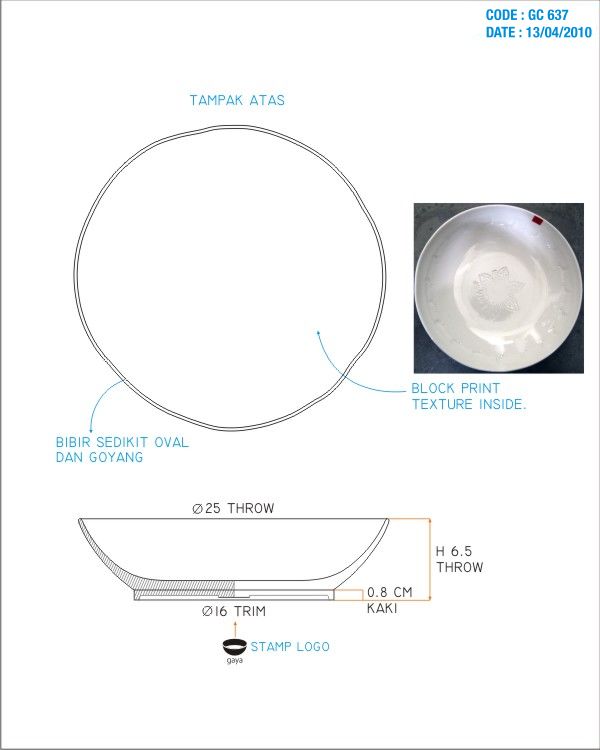 CODE : GC 637
DATE : 13/04/2010
TAMPAK ATAS
BLOCK PRINT
TEXTURE INSIDE.
BIBIR SEDIKIT OVAL
DAN GOYANG
Ø25 THROW
H 6.5
THROW
0.8 CM
KAKI
Ø16 TRIM
STAMP LOGO
gaya